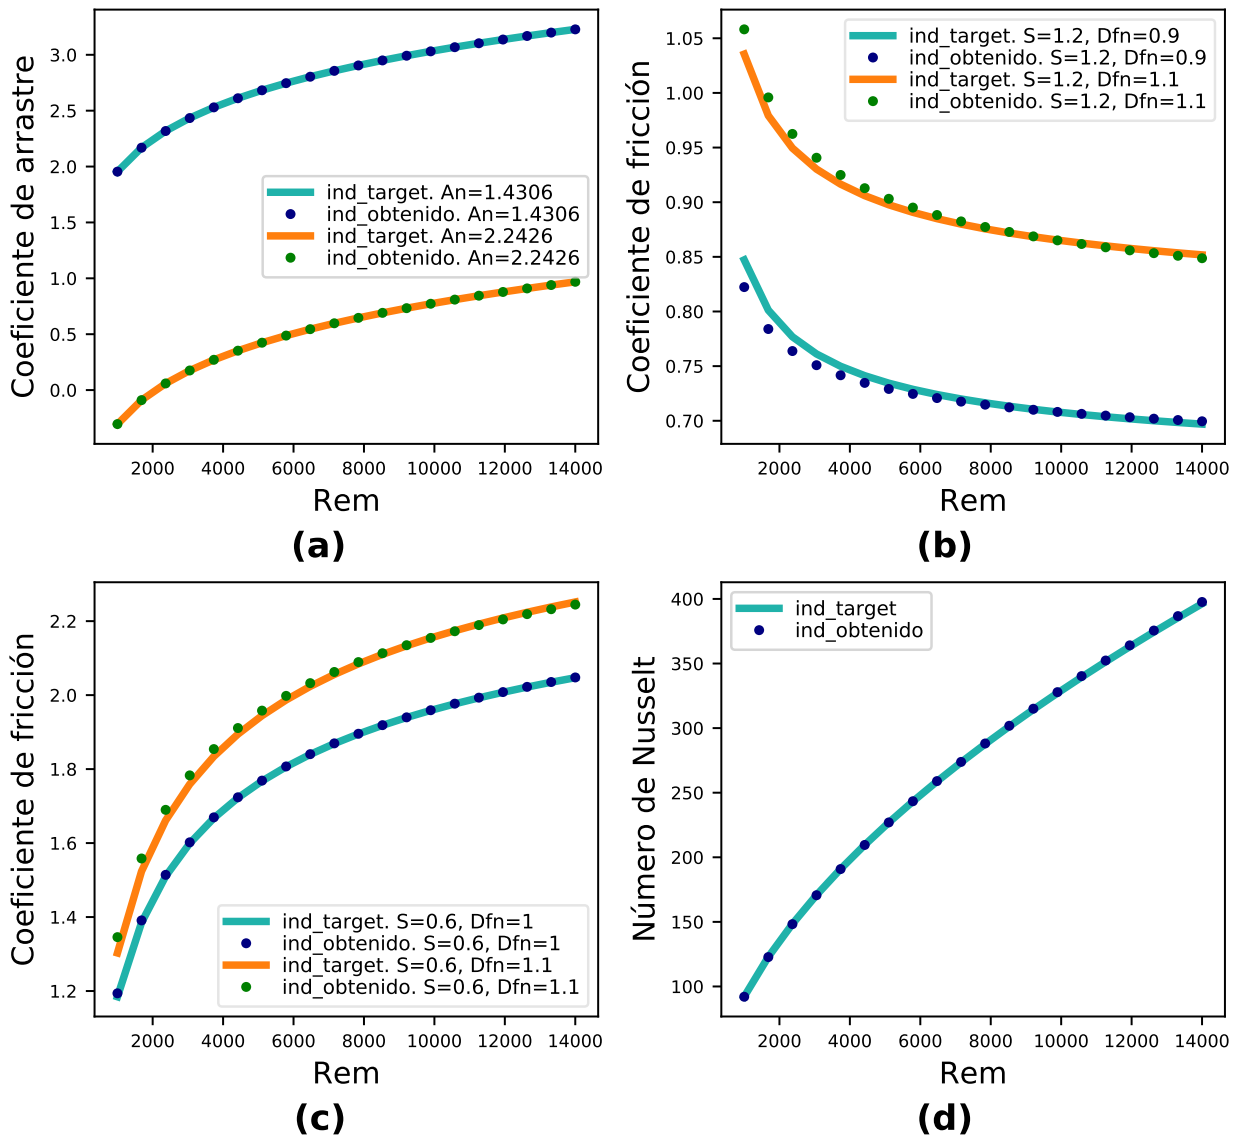 Coeficiente de arrastre
3.0
2.5
2.0
1.5
1.0
0.5
0.0
ind_target. An=1.4306
ind_obtenido. An=1.4306
ind_target. An=2.2426
ind_obtenido. An=2.2426
2000 4000 6000 8000 10000 12000 14000
Rem
(a)
Coeficiente de fricción
1.05
1.00
0.95
0.90
0.85
0.80
0.75
0.70
ind_target. S=1.2, Dfn=0.9
ind_obtenido. S=1.2, Dfn=0.9
ind_target. S=1.2, Dfn=1.1
ind_obtenido. S=1.2, Dfn=1.1
2000 4000 6000 8000 10000 12000 14000
Rem
(b)
Coeficiente de fricción
2.2
2.0
1.8
1.6
1.4
1.2
ind_target. S=0.6, Dfn=1
ind_obtenido. S=0.6, Dfn=1
ind_target. S=0.6, Dfn=1.1
ind_obtenido. S=0.6, Dfn=1.1
2000 4000 6000 8000 10000 12000 14000
Rem
(c)
Número de Nusselt
400
350
300
250
200
150
100
ind_target
ind_obtenido
2000 4000 6000 8000 10000 12000 14000
Rem
(d)